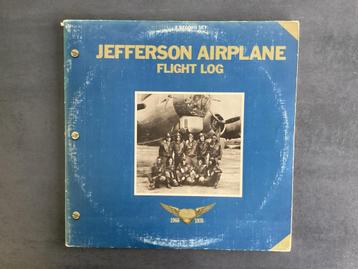 2 RECORD SET
JEFFERSON AIRPLANE
FLIGHT LOG
1966 1976